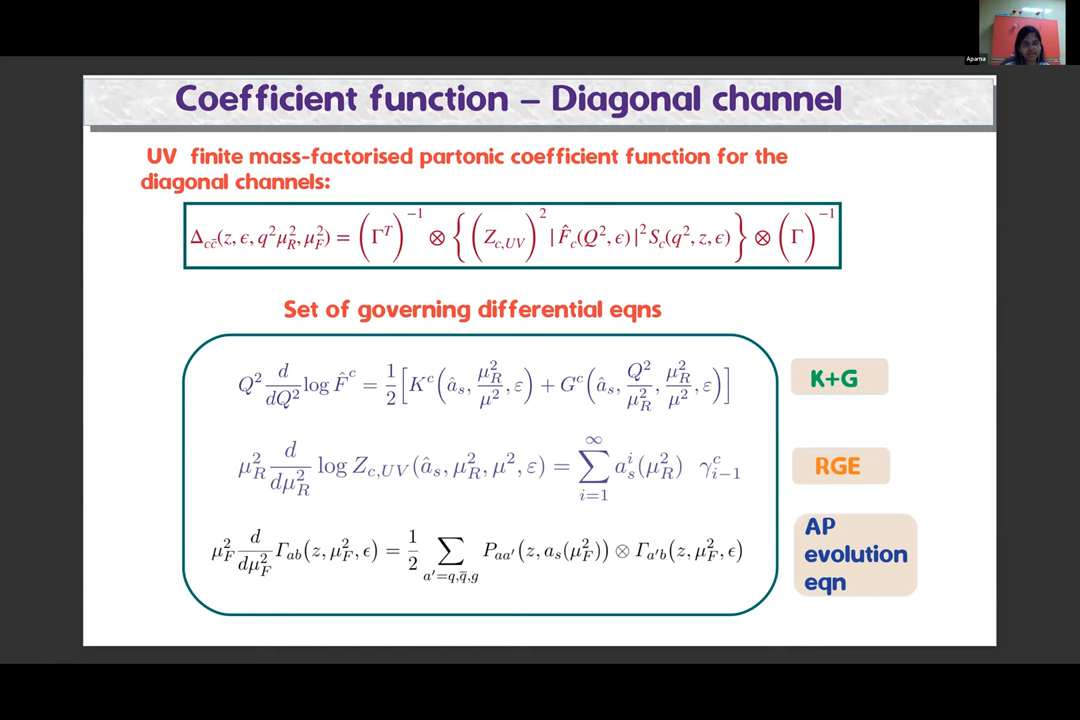 Aparna
Coefficient function – Diagonal channel
UV finite mass-factorised partonic coefficient function for the
diagonal channels:
Δ_{cc̄}(z, ϵ, q²μ_R², μ_F²) = (Γ^T)^{-1} ⊗ {(Z_{c,UV})² |F̂_c(Q², ϵ)|² S_c(q², z, ϵ)} ⊗ (Γ)^{-1}
Set of governing differential eqns
Q² d/dQ² log F̂^c = 1/2 [K^c(â_s, μ_R²/μ², ε) + G^c(â_s, Q²/μ_R², μ_R²/μ², ε)]
K+G
μ_R² d/dμ_R² log Z_{c,UV}(â_s, μ_R², μ², ε) = ∑_{i=1}^{∞} a_s^i(μ_R²) γ_{i-1}^c
RGE
μ_F² d/dμ_F² Γ_{ab}(z, μ_F², ϵ) = 1/2 ∑_{a'=q,q̄,g} P_{aa'}(z, a_s(μ_F²)) ⊗ Γ_{a'b}(z, μ_F², ϵ)
AP
evolution
eqn